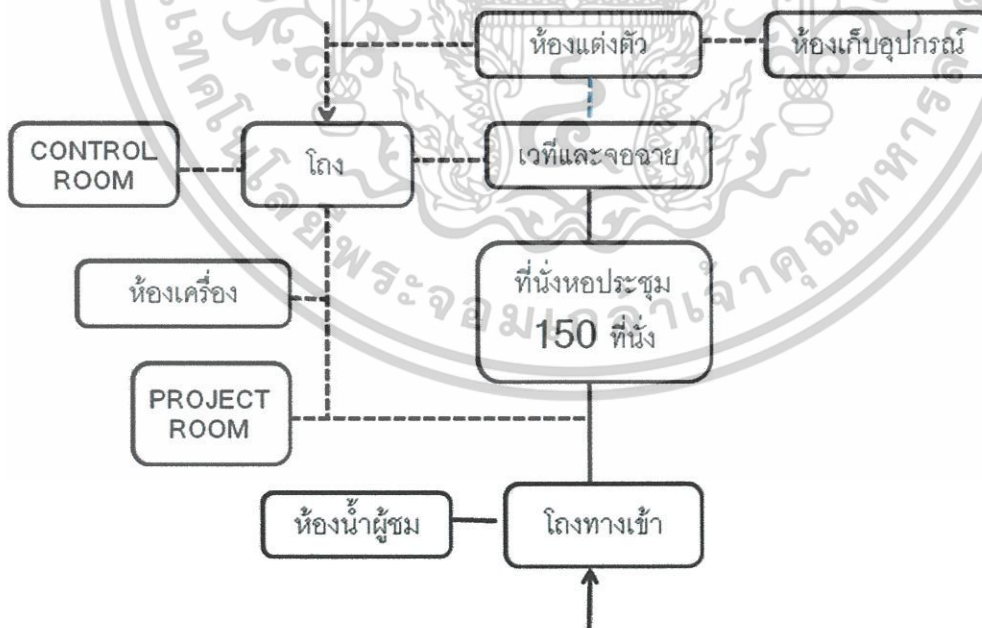 ห้องแต่งตัว
ห้องเก็บอุปกรณ์
CONTROL
ROOM
โถง
เวทีและจอฉาย
ห้องเครื่อง
ที่นั่งหอประชุม
150 ที่นั่ง
PROJECT
ROOM
ห้องน้ำผู้ชม
โถงทางเข้า